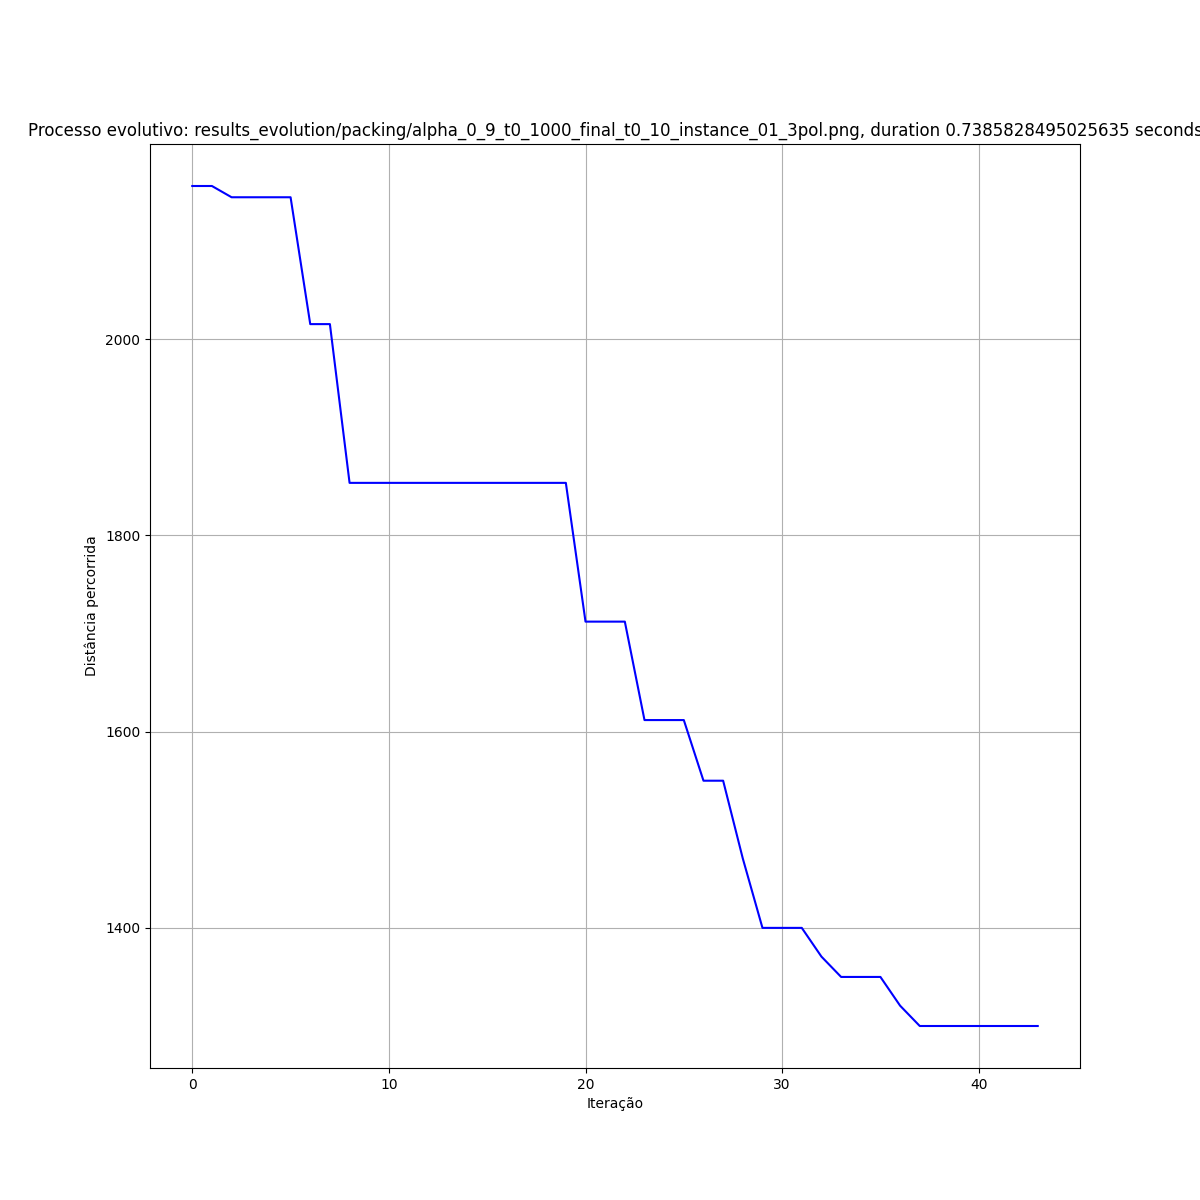 Processo evolutivo: results_evolution/packing/alpha_0_9_t0_1000_final_t0_10_instance_01_3pol.png, duration 0.7385828495025635 seconds
2000
1800
1600
1400
Distância percorrida
0 10 20 30 40
Iteração